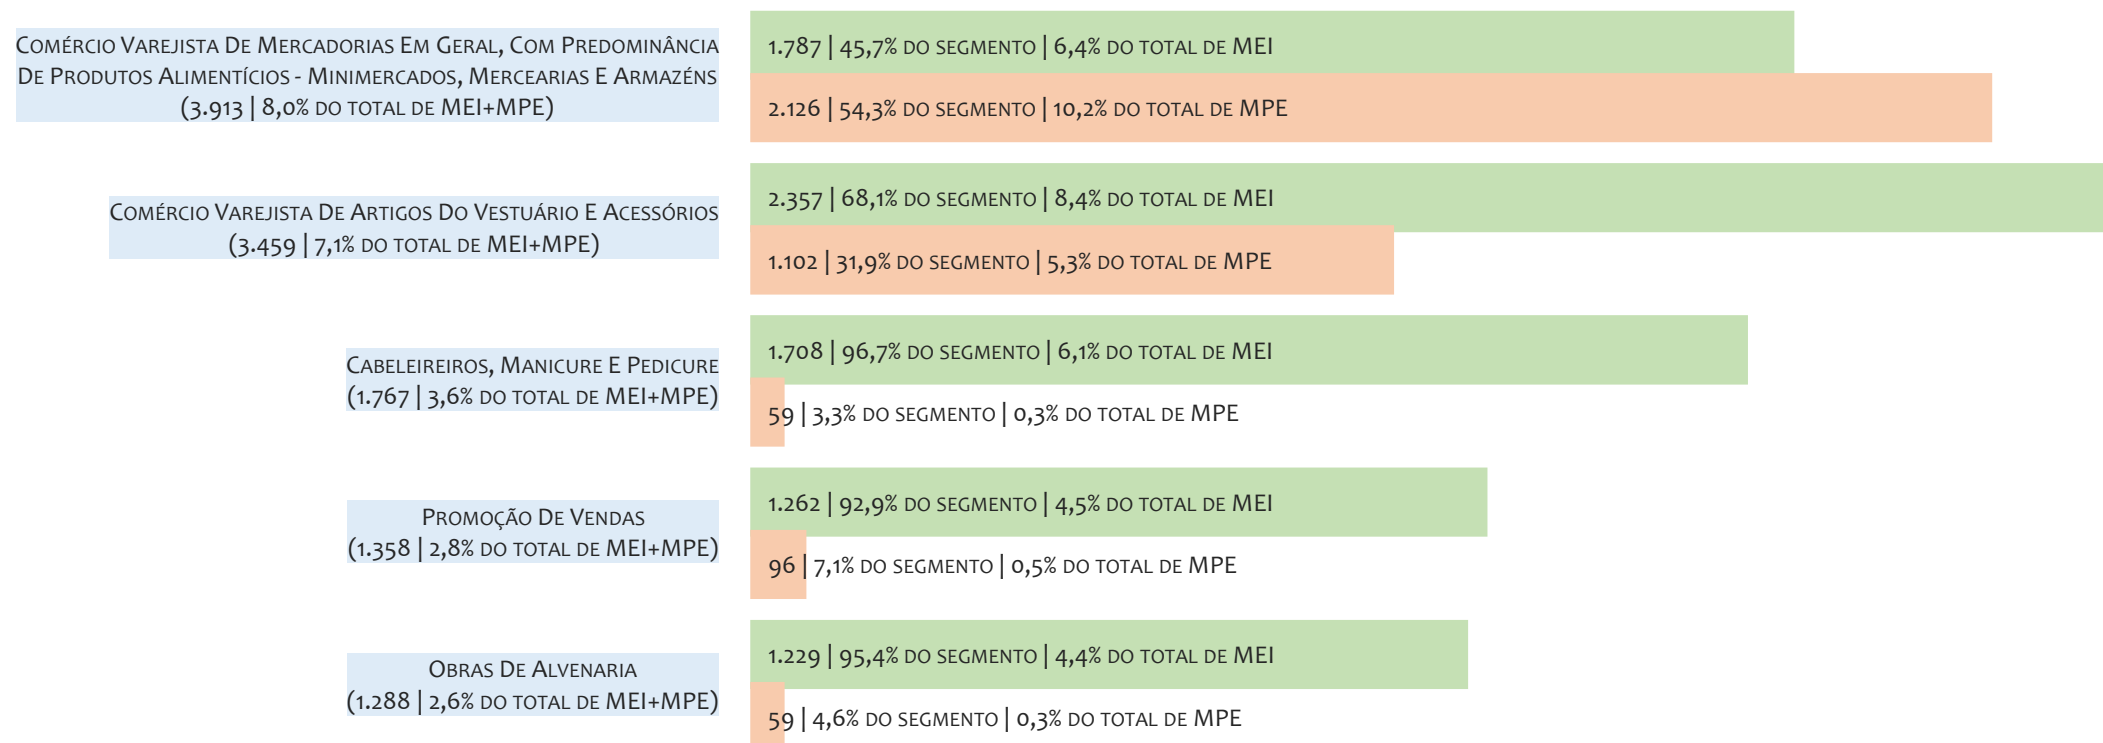 Comércio Varejista De Mercadorias Em Geral, Com Predominância
De Produtos Alimentícios - Minimercados, Mercearias E Armazéns
(3.913 | 8,0% do total de MEI+MPE)
1.787 | 45,7% do segmento | 6,4% do total de MEI
2.126 | 54,3% do segmento | 10,2% do total de MPE
Comércio Varejista De Artigos Do Vestuário E Acessórios
(3.459 | 7,1% do total de MEI+MPE)
2.357 | 68,1% do segmento | 8,4% do total de MEI
1.102 | 31,9% do segmento | 5,3% do total de MPE
Cabeleireiros, Manicure E Pedicure
(1.767 | 3,6% do total de MEI+MPE)
1.708 | 96,7% do segmento | 6,1% do total de MEI
59 | 3,3% do segmento | 0,3% do total de MPE
Promoção De Vendas
(1.358 | 2,8% do total de MEI+MPE)
1.262 | 92,9% do segmento | 4,5% do total de MEI
96 | 7,1% do segmento | 0,5% do total de MPE
Obras De Alvenaria
(1.288 | 2,6% do total de MEI+MPE)
1.229 | 95,4% do segmento | 4,4% do total de MEI
59 | 4,6% do segmento | 0,3% do total de MPE